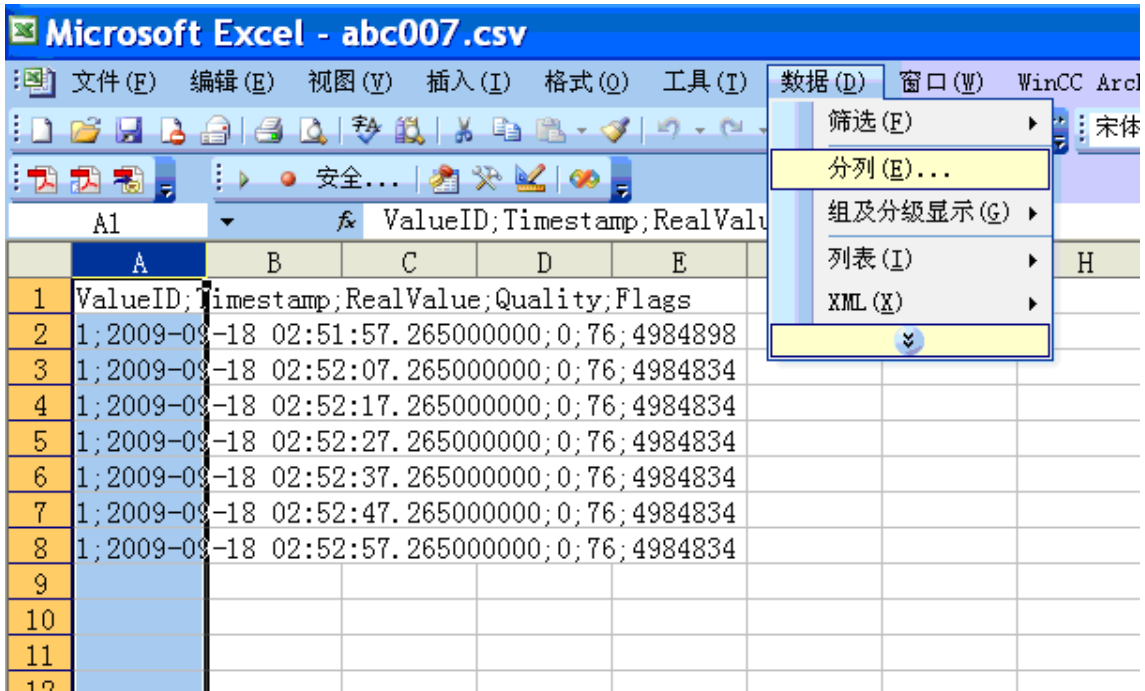 Microsoft Excel - abc007.csv
文件(F) 编辑(E) 视图(V) 插入(I) 格式(O) 工具(T) 数据(D) 窗口(W) WinCC
宋体
安全...
筛选(F)
分列(E)...
组及分级显示(G)
列表(I)
XML(X)
A1 fx ValueID;Timestamp;RealValu
A B C D E H
1 ValueID;Timestamp;RealValue;Quality;Flags
2 1;2009-09-18 02:51:57.265000000;0;76;4984898
3 1;2009-09-18 02:52:07.265000000;0;76;4984834
4 1;2009-09-18 02:52:17.265000000;0;76;4984834
5 1;2009-09-18 02:52:27.265000000;0;76;4984834
6 1;2009-09-18 02:52:37.265000000;0;76;4984834
7 1;2009-09-18 02:52:47.265000000;0;76;4984834
8 1;2009-09-18 02:52:57.265000000;0;76;4984834
9
10
11
12